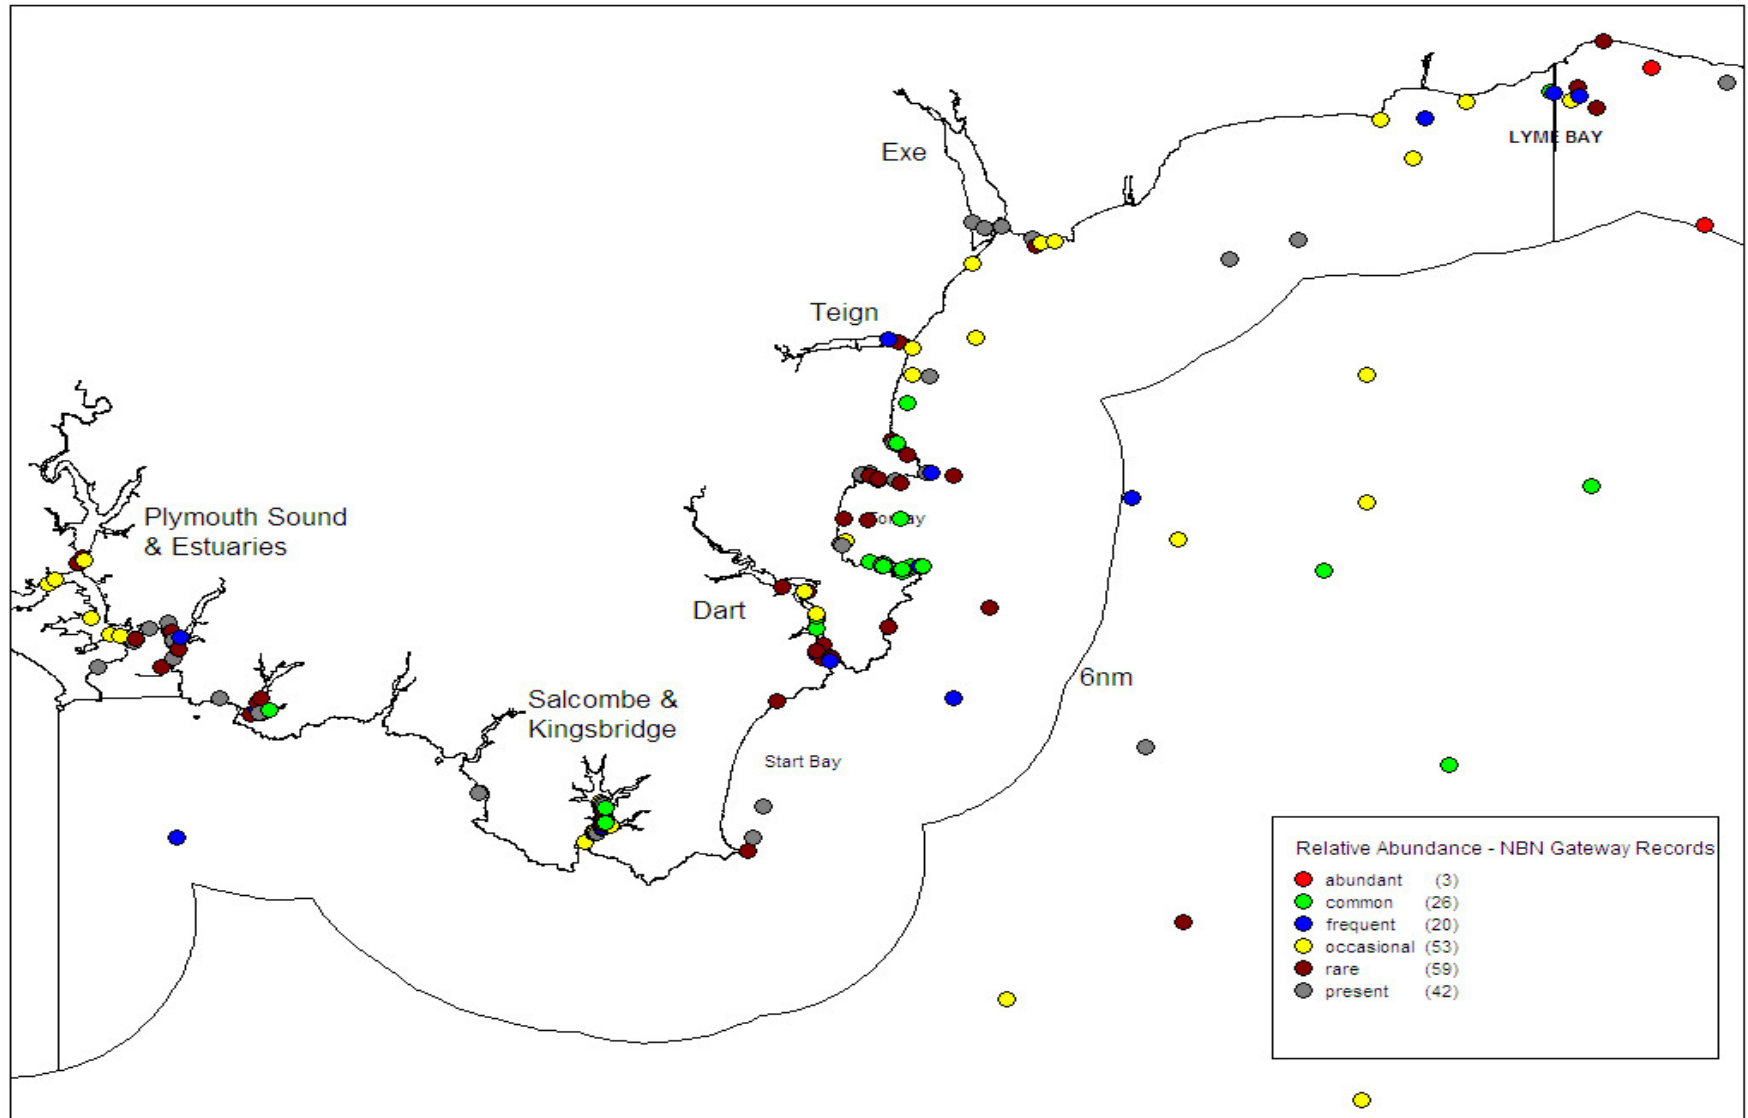 LYME BAY
Exe
Teign
Plymouth Sound
& Estuaries
Torbay
Dart
6nm
Salcombe &
Kingsbridge
Start Bay
Relative Abundance - NBN Gateway Records
abundant (3)
common (26)
frequent (20)
occasional (53)
rare (59)
present (42)